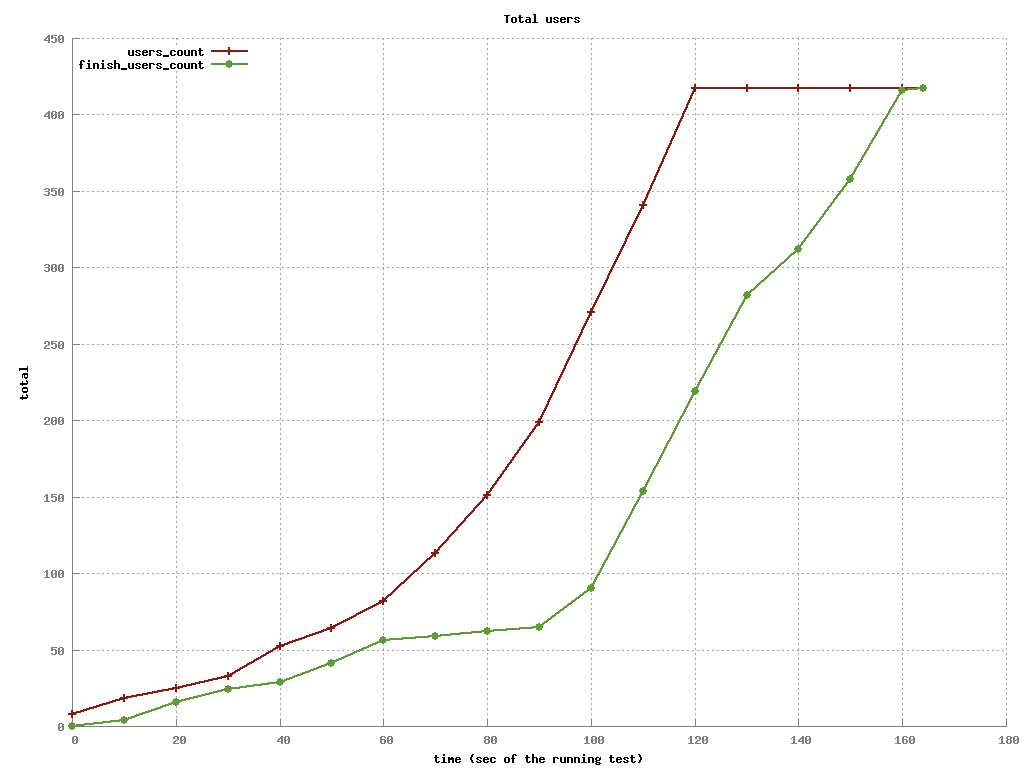 Total users
users_count
finish_users_count
450
400
350
300
250
200
150
100
50
0
total
0 20 40 60 80 100 120 140 160 180
time (sec of the running test)